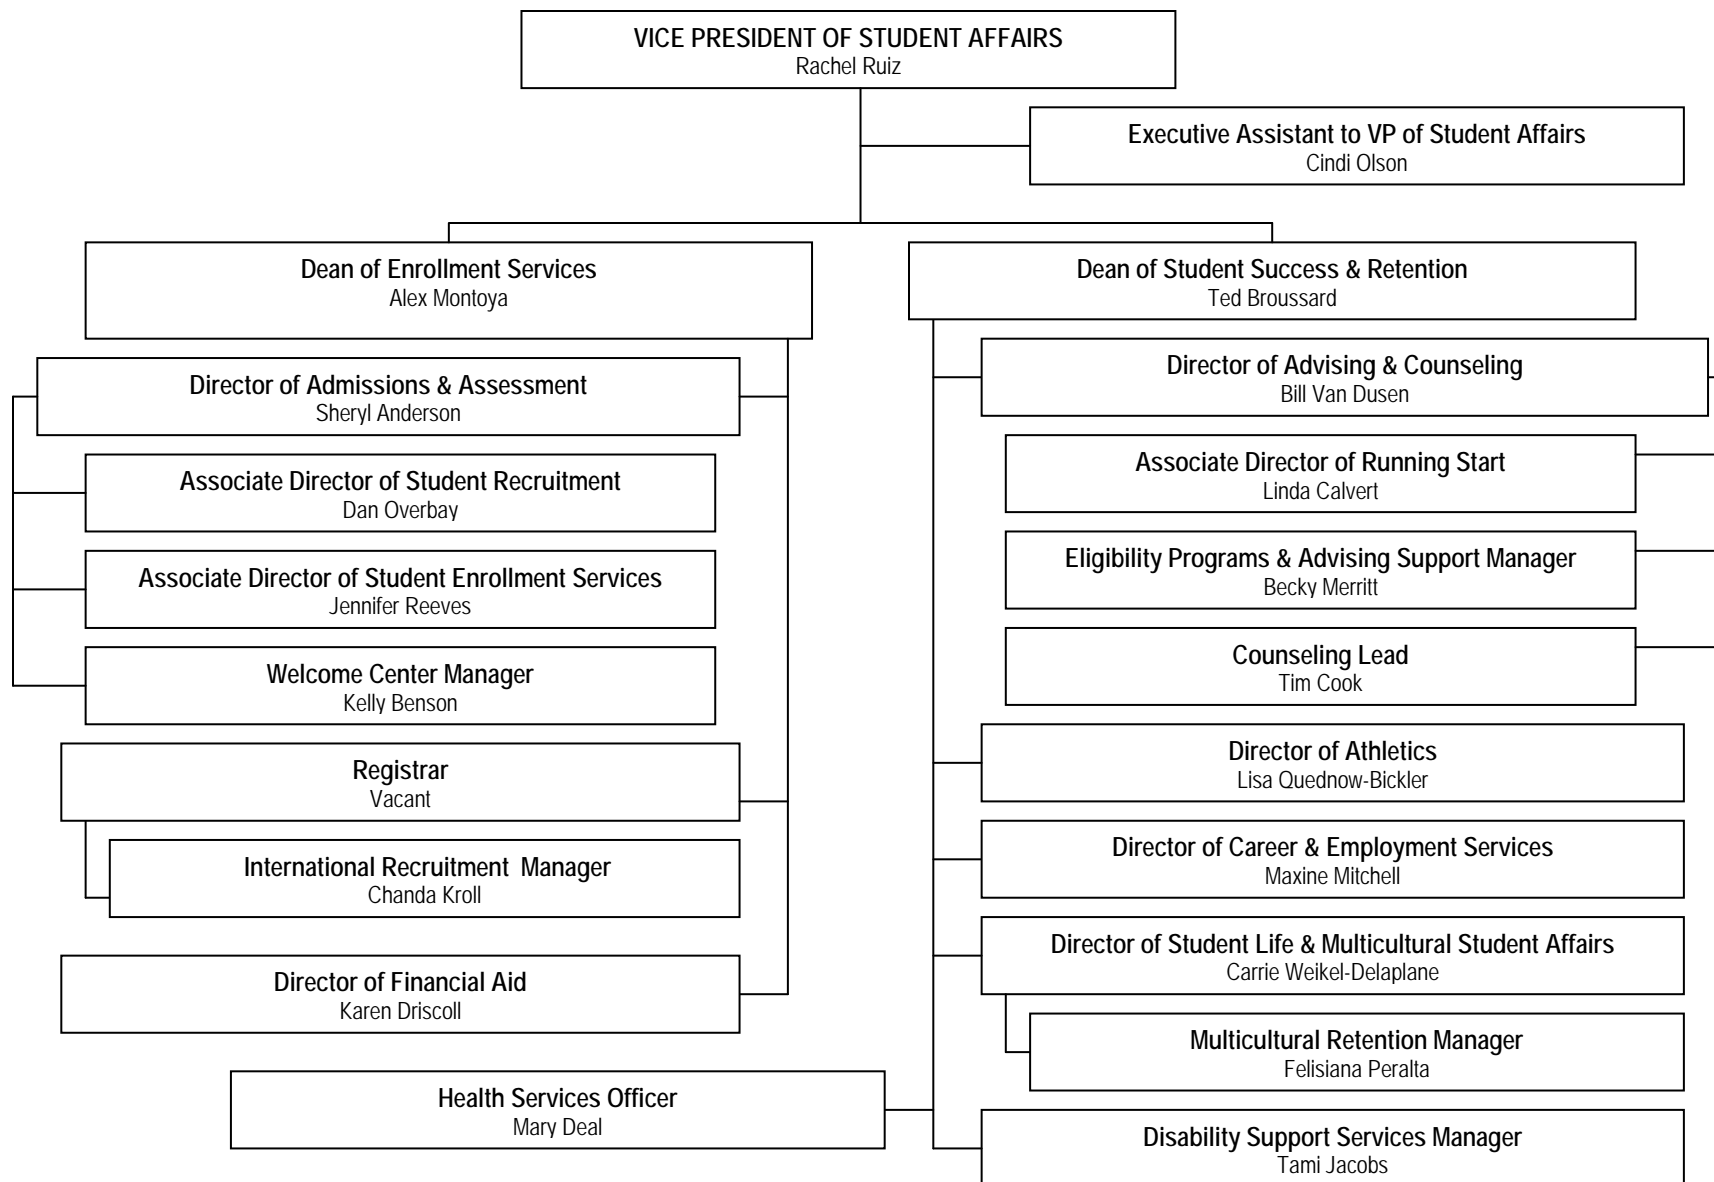 VICE PRESIDENT OF STUDENT AFFAIRS
Rachel Ruiz
Executive Assistant to VP of Student Affairs
Cindi Olson
Dean of Enrollment Services
Alex Montoya
Director of Admissions & Assessment
Sheryl Anderson
Associate Director of Student Recruitment
Dan Overbay
Associate Director of Student Enrollment Services
Jennifer Reeves
Welcome Center Manager
Kelly Benson
Registrar
Vacant
International Recruitment  Manager
Chanda Kroll
Director of Financial Aid
Karen Driscoll
Health Services Officer
Mary Deal
Dean of Student Success & Retention
Ted Broussard
Director of Advising & Counseling
Bill Van Dusen
Associate Director of Running Start
Linda Calvert
Eligibility Programs & Advising Support Manager
Becky Merritt
Counseling Lead
Tim Cook
Director of Athletics
Lisa Quednow-Bickler
Director of Career & Employment Services
Maxine Mitchell
Director of Student Life & Multicultural Student Affairs
Carrie Weikel-Delaplane
Multicultural Retention Manager
Felisiana Peralta
Disability Support Services Manager
Tami Jacobs